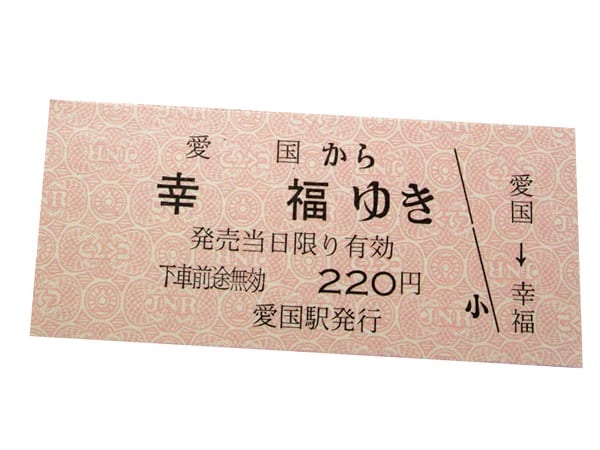 愛国から
幸福ゆき
発売当日限り有効
下車前途無効 220円
愛国駅発行
小
愛国→幸福